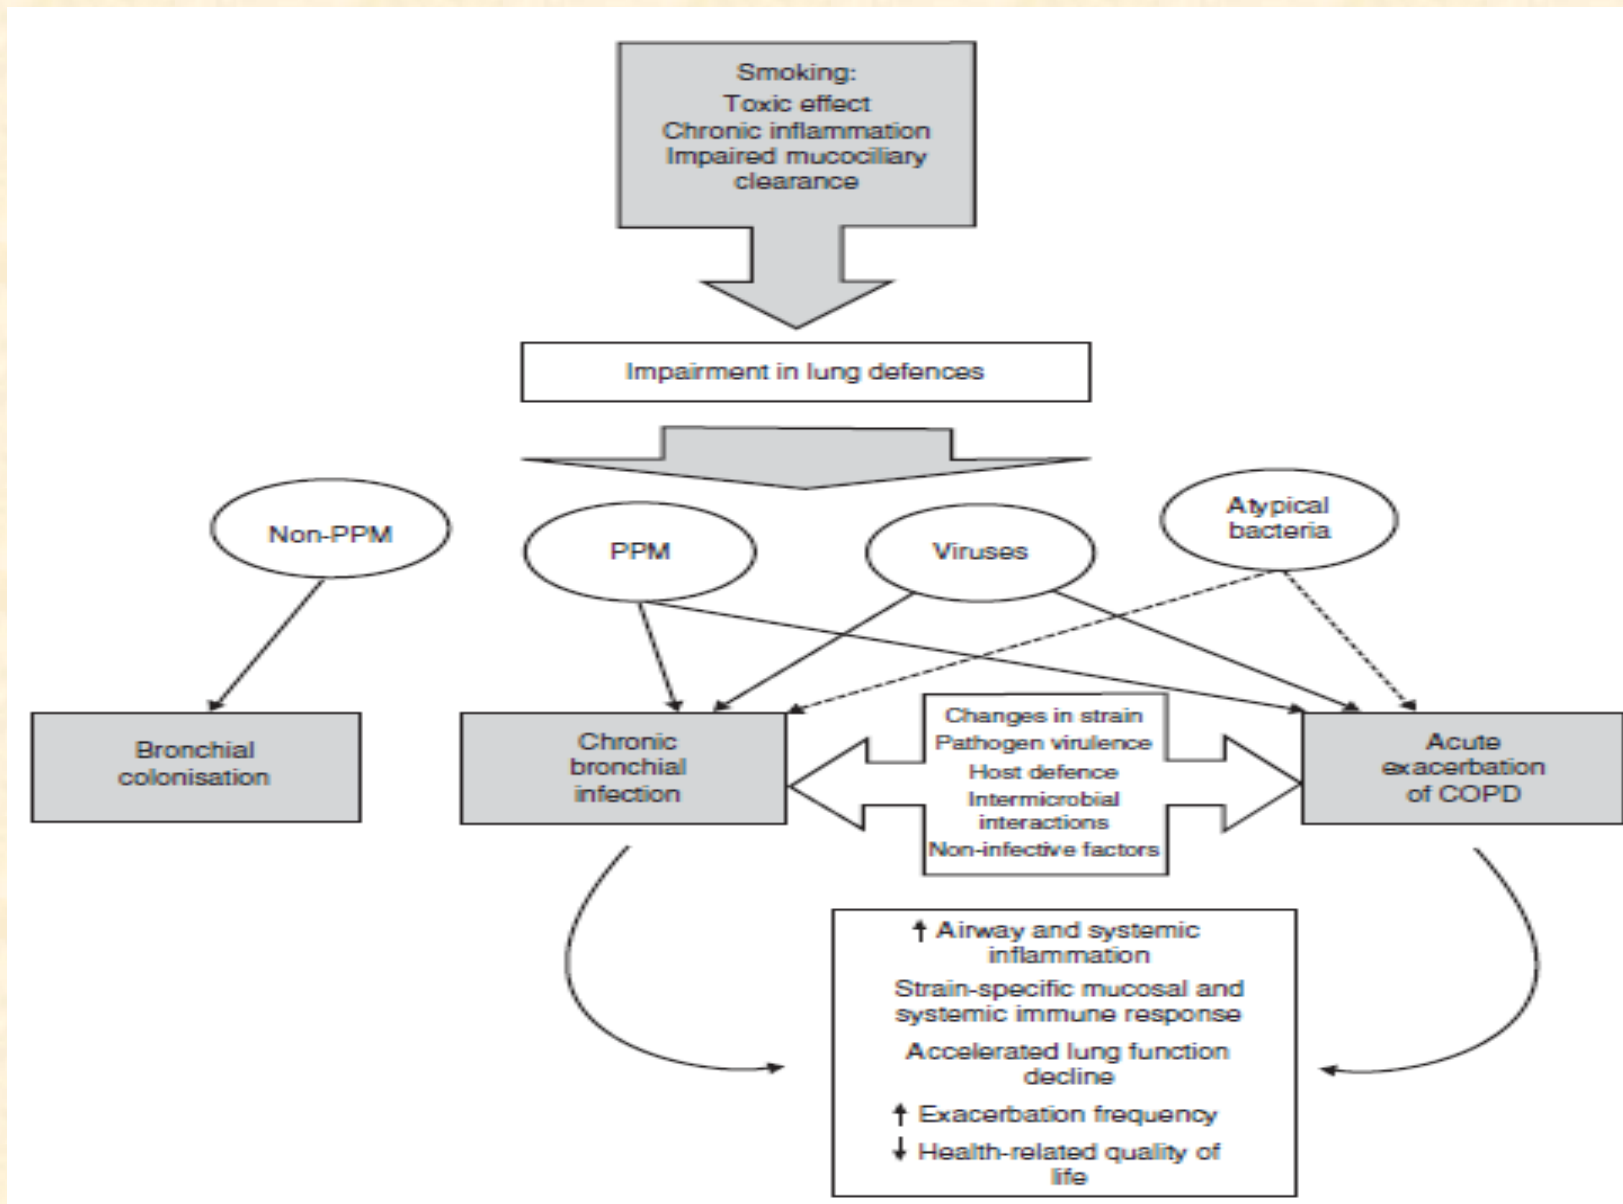 Smoking:
Toxic effect
Chronic inflammation
Impaired mucociliary
clearance
Impairment in lung defences
Non-PPM
PPM
Viruses
Atypical
bacteria
Bronchial
colonisation
Chronic
bronchial
infection
Changes in strain
Pathogen virulence
Host defence
Intermicrobial
interactions
Non-infective factors
Acute
exacerbation
of COPD
↑ Airway and systemic
inflammation
Strain-specific mucosal and
systemic immune response
Accelerated lung function
decline
↑ Exacerbation frequency
↓ Health-related quality of
life